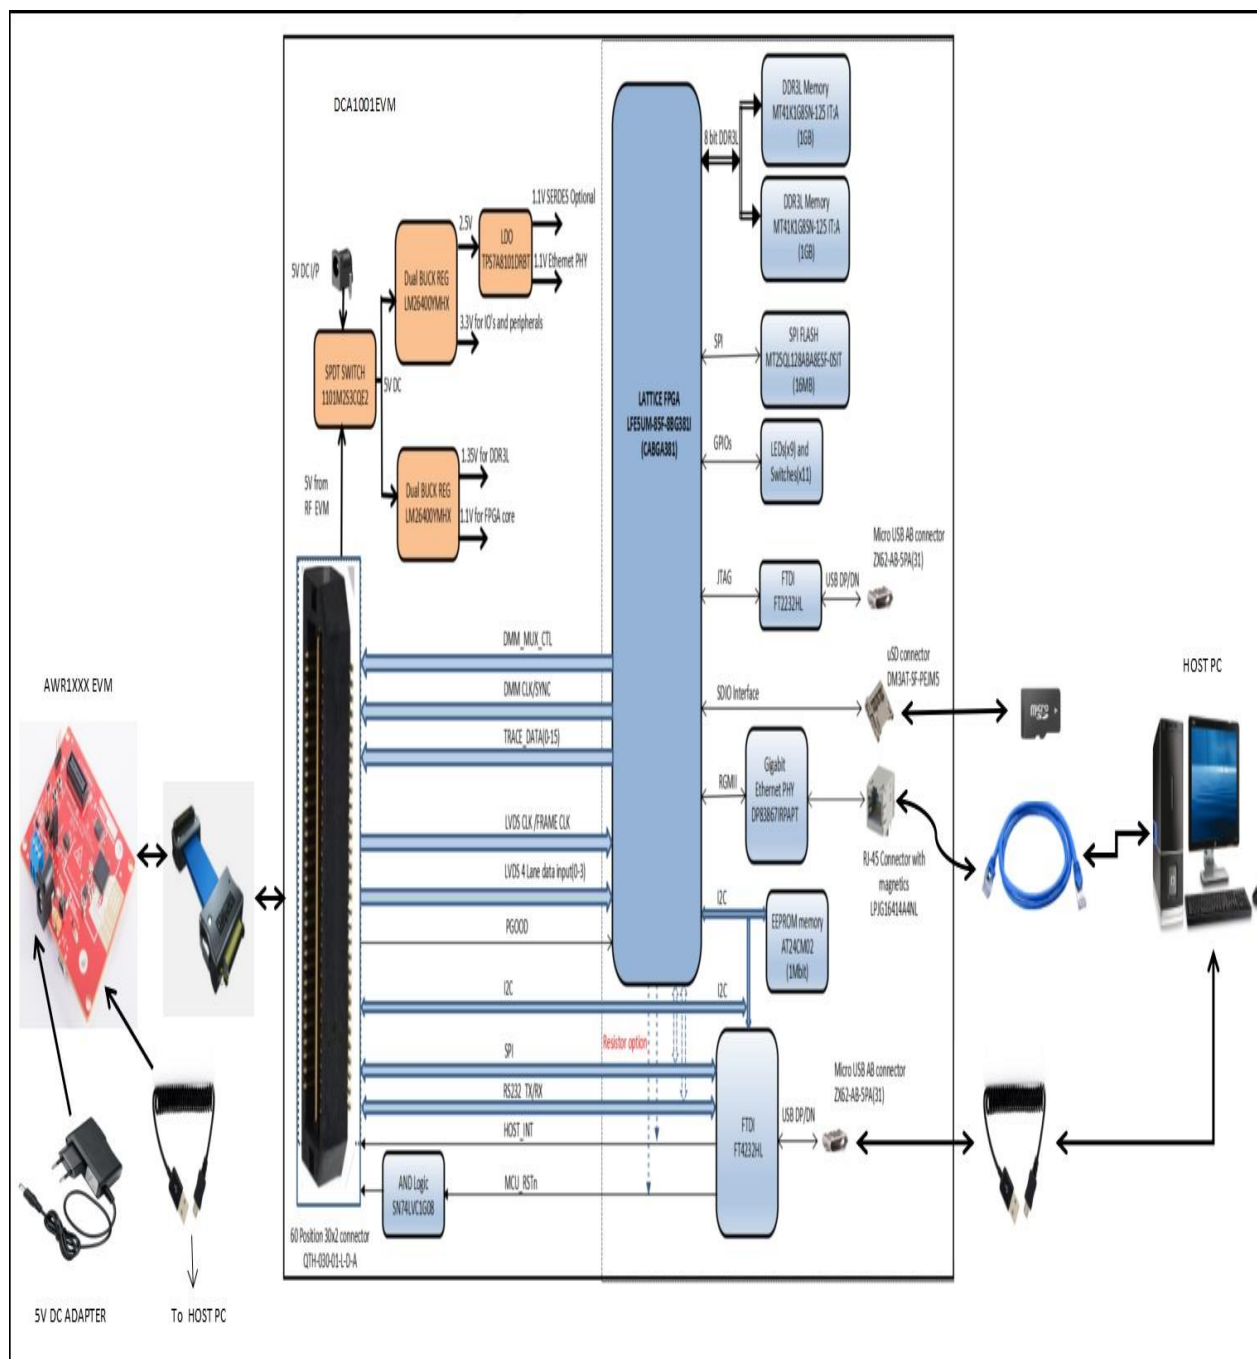 DCA1001EVM
DDR3L Memory
MT41K1G8SN-125 IT:A
(1GB)
8 bit DDR3L
DDR3L Memory
MT41K1G8SN-125 IT:A
(1GB)
1.1V SERDES Optional
2.5V
LDO
TPS7A8101DRBT
1.1V Ethernet PHY
5V DC I/P
Dual BUCK REG
LM26400YMHX
3.3V for IO's and peripherals
SPDT SWITCH
1101M2S3CQE2
5V DC
SPI
SPI FLASH
MT25QL128ABA8ESF-0SIT
(16MB)
LATTICE FPGA
LFE5UM-85F-8BG381I
(CABGA381)
GPIOs
LEDs(x9) and
Switches(x11)
5V from
RF EVM
1.35V for DDR3L
Dual BUCK REG
LM26400YMHX
1.1V for FPGA core
Micro USB AB connector
ZX62-AB-5PA(31)
JTAG
FTDI
FT2232HL
USB DP/DN
DMM_MUX_CTL
uSD connector
DM3AT-SF-PEJM5
HOST PC
AWR1XXX EVM
DMM CLK/SYNC
SDIO Interface
micro
TRACE_DATA(0-15)
RGMII
Gigabit
Ethernet PHY
DP83867IRPAPT
LVDS CLK /FRAME CLK
RJ-45 Connector with
magnetics
LPJG16414A4NL
LVDS 4 Lane data input(0-3)
I2C
PGOOD
EEPROM memory
AT24CM02
(1Mbit)
I2C
I2C
Resistor option
SPI
Micro USB AB connector
ZX62-AB-5PA(31)
RS232 TX/RX
USB DP/DN
HOST_INT
FTDI
FT4232HL
AND Logic
SN74LVC1G08
MCU_RSTn
60 Position 30x2 connector
QTH-030-01-L-D-A
5V DC ADAPTER
To HOST PC